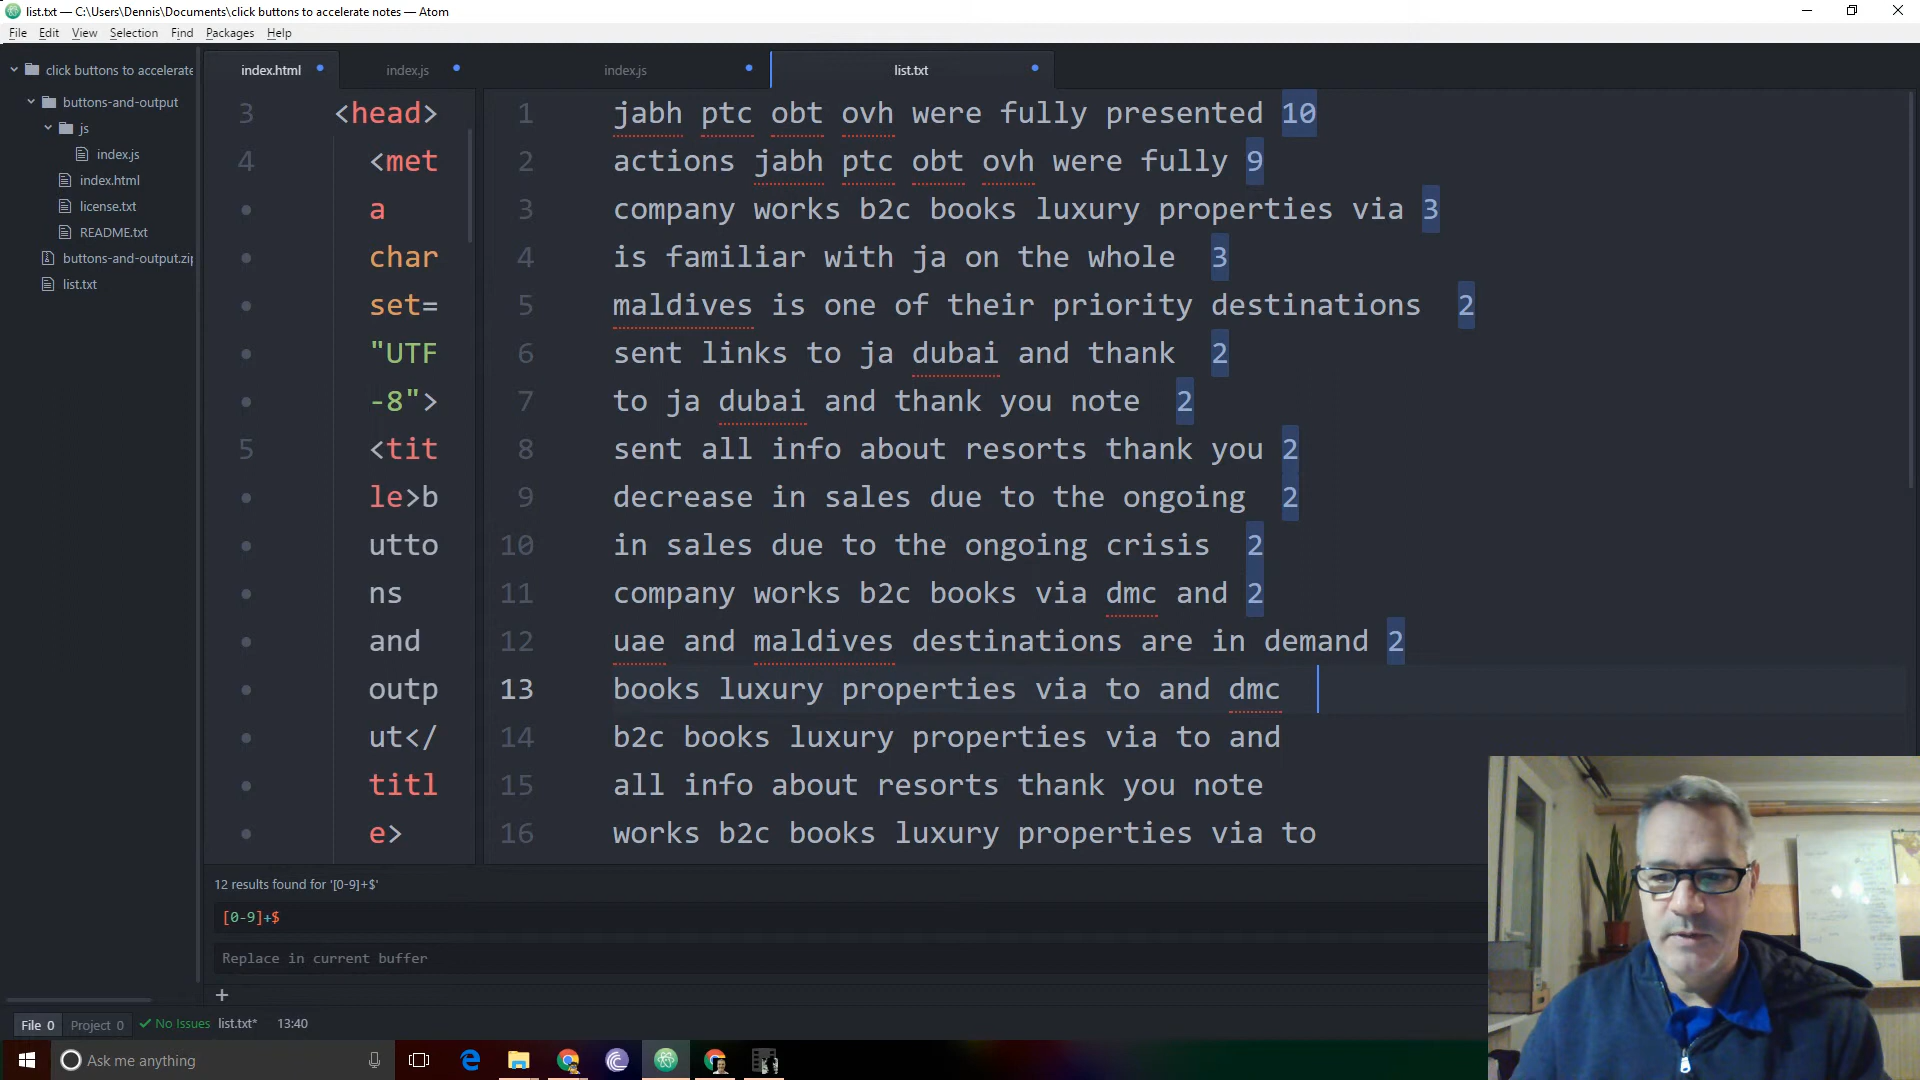 list.txt — C:\Users\Dennis\Documents\click buttons to accelerate notes — Atom
File Edit View Selection Find Packages Help
click buttons to accelerate
buttons-and-output
js
index.js
index.html
license.txt
README.txt
buttons-and-output.zip
list.txt
index.html
index.js
index.js
list.txt
3 <head>
4 <met
a
char
set=
"UTF
-8">
5 <tit
le>b
utto
ns
and
outp
ut</
titl
e>
1 jabh ptc obt ovh were fully presented 10
2 actions jabh ptc obt ovh were fully 9
3 company works b2c books luxury properties via 3
4 is familiar with ja on the whole 3
5 maldives is one of their priority destinations 2
6 sent links to ja dubai and thank 2
7 to ja dubai and thank you note 2
8 sent all info about resorts thank you 2
9 decrease in sales due to the ongoing 2
10 in sales due to the ongoing crisis 2
11 company works b2c books via dmc and 2
12 uae and maldives destinations are in demand 2
13 books luxury properties via to and dmc
14 b2c books luxury properties via to and
15 all info about resorts thank you note
16 works b2c books luxury properties via to
12 results found for '[0-9]+$'
[0-9]+$
Replace in current buffer
+
File 0 Project 0 No Issues list.txt* 13:40
Ask me anything